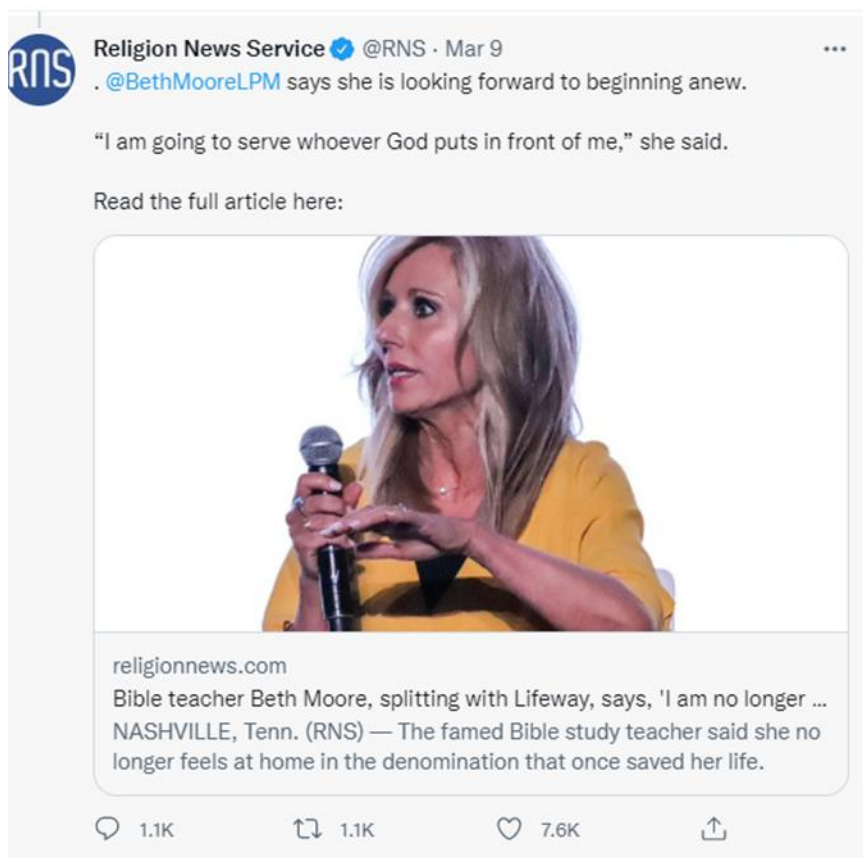 RNS
Religion News Service @RNS · Mar 9
. @BethMooreLPM says she is looking forward to beginning anew.
“I am going to serve whoever God puts in front of me,” she said.
Read the full article here:
religionnews.com
Bible teacher Beth Moore, splitting with Lifeway, says, 'I am no longer ...
NASHVILLE, Tenn. (RNS) — The famed Bible study teacher said she no
longer feels at home in the denomination that once saved her life.
1.1K 1.1K 7.6K